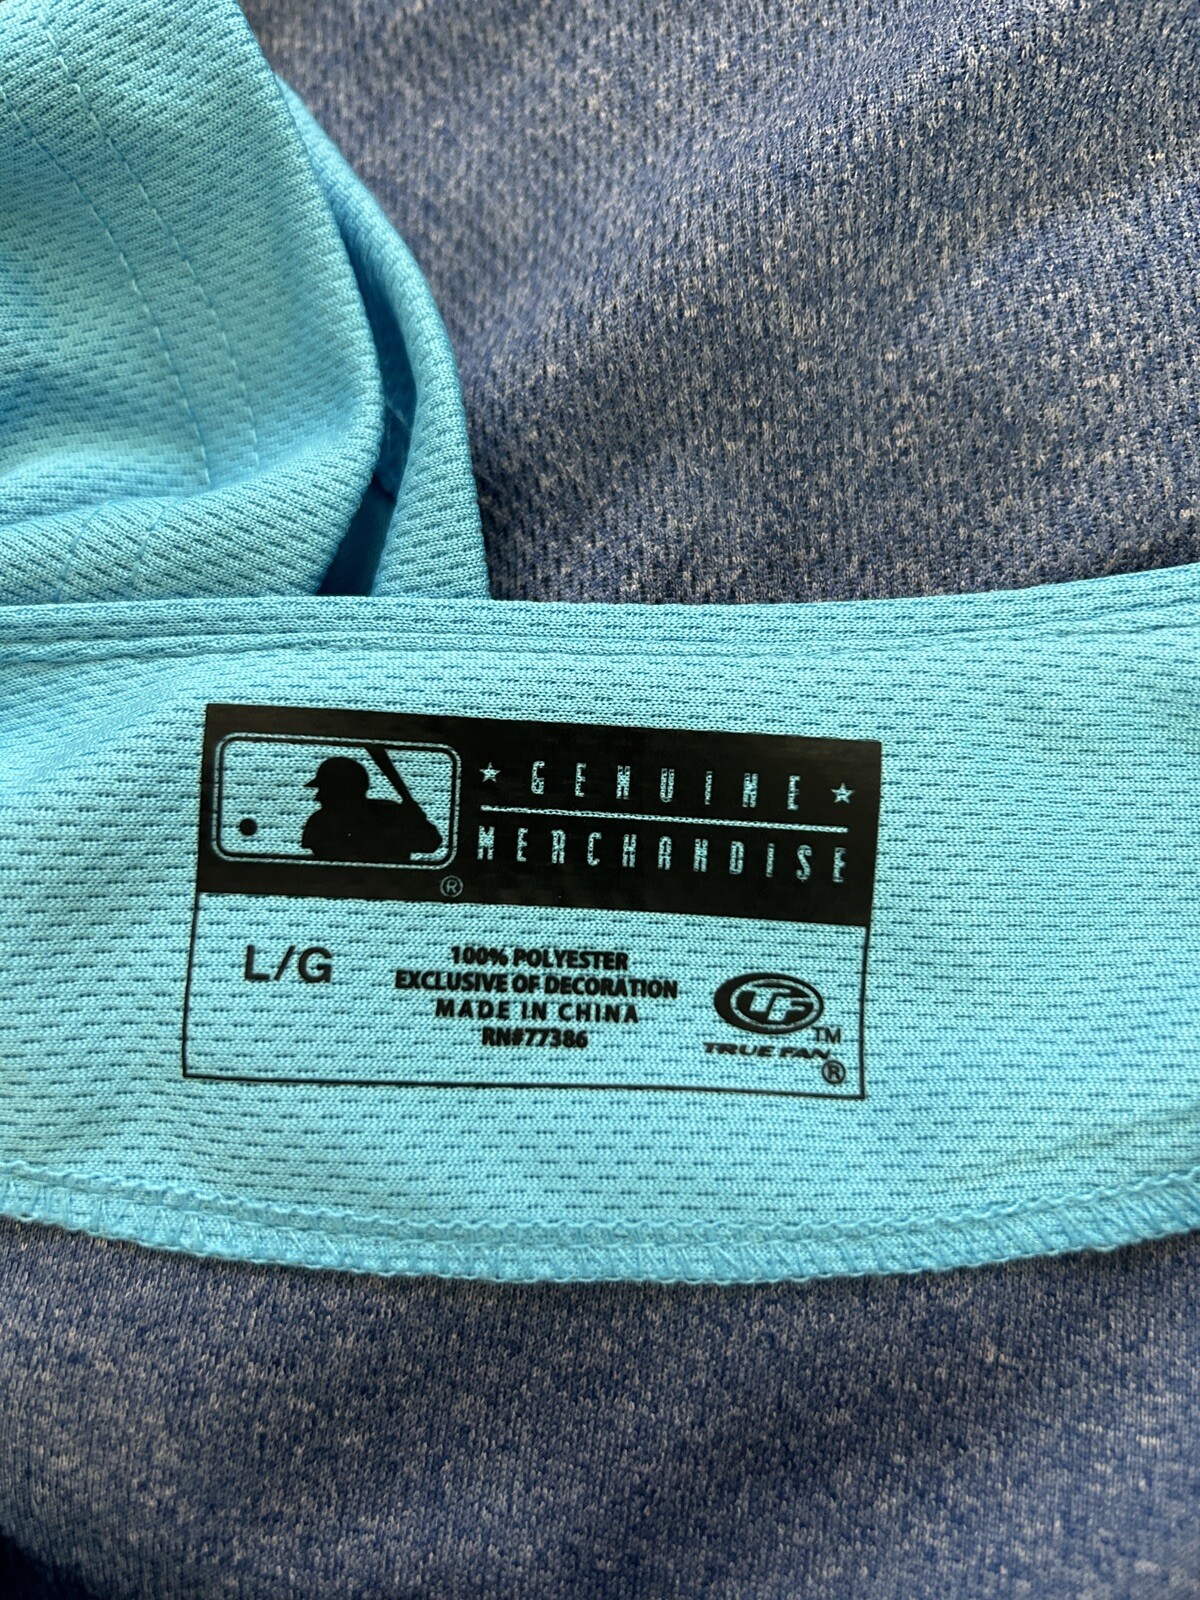 ★ GENUINE ★
MERCHANDISE
®
L/G
100% POLYESTER
EXCLUSIVE OF DECORATION
MADE IN CHINA
RN#77386
TF
TM
TRUE FAN
®